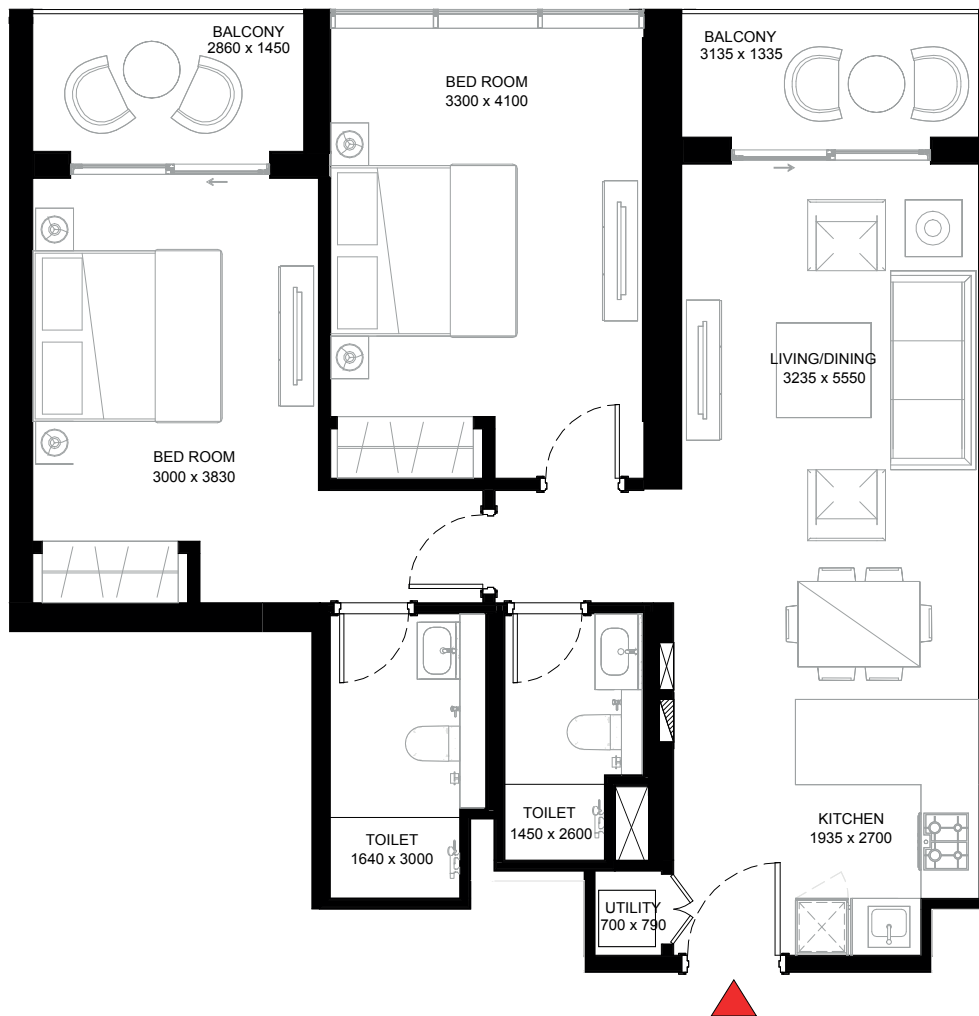 BALCONY
2860 x 1450
BALCONY
3135 x 1335
BED ROOM
3300 x 4100
LIVING/DINING
3235 x 5550
BED ROOM
3000 x 3830
TOILET
1640 x 3000
TOILET
1450 x 2600
KITCHEN
1935 x 2700
UTILITY
700 x 790